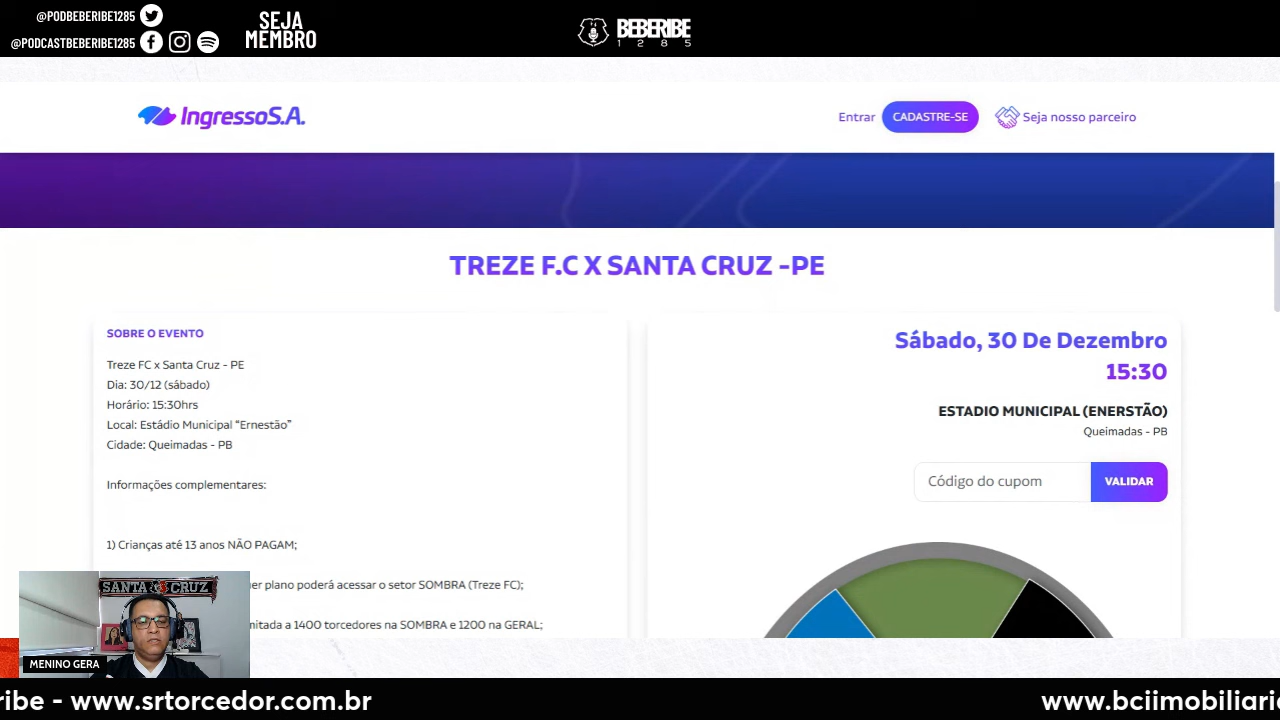 @PODBEBERIBE1285
@PODCASTBEBERIBE1285
SEJA
MEMBRO
BEBERIBE
1 2 8 5
IngressoS.A.
Entrar
CADASTRE-SE
Seja nosso parceiro
TREZE F.C X SANTA CRUZ -PE
SOBRE O EVENTO
Treze FC x Santa Cruz - PE
Dia: 30/12 (sábado)
Horário: 15:30hrs
Local: Estádio Municipal “Ernestão”
Cidade: Queimadas - PB
Informações complementares:
1) Crianças até 13 anos NÃO PAGAM;
er plano poderá acessar o setor SOMBRA (Treze FC);
nitada a 1400 torcedores na SOMBRA e 1200 na GERAL;
Sábado, 30 De Dezembro
15:30
ESTADIO MUNICIPAL (ENERSTÃO)
Queimadas - PB
Código do cupom
VALIDAR
SANTA CRUZ
MENINO GERA
ribe - www.srtorcedor.com.br
www.bciimobiliari